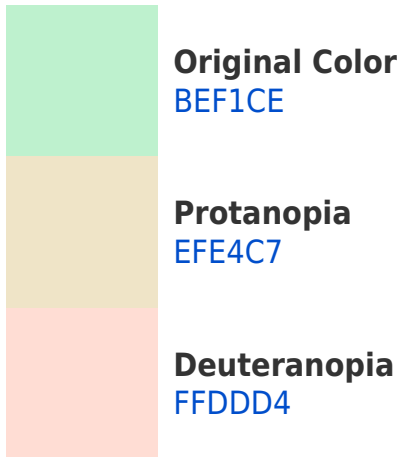 Original Color
BEF1CE
Protanopia
EFE4C7
Deuteranopia
FFDDD4